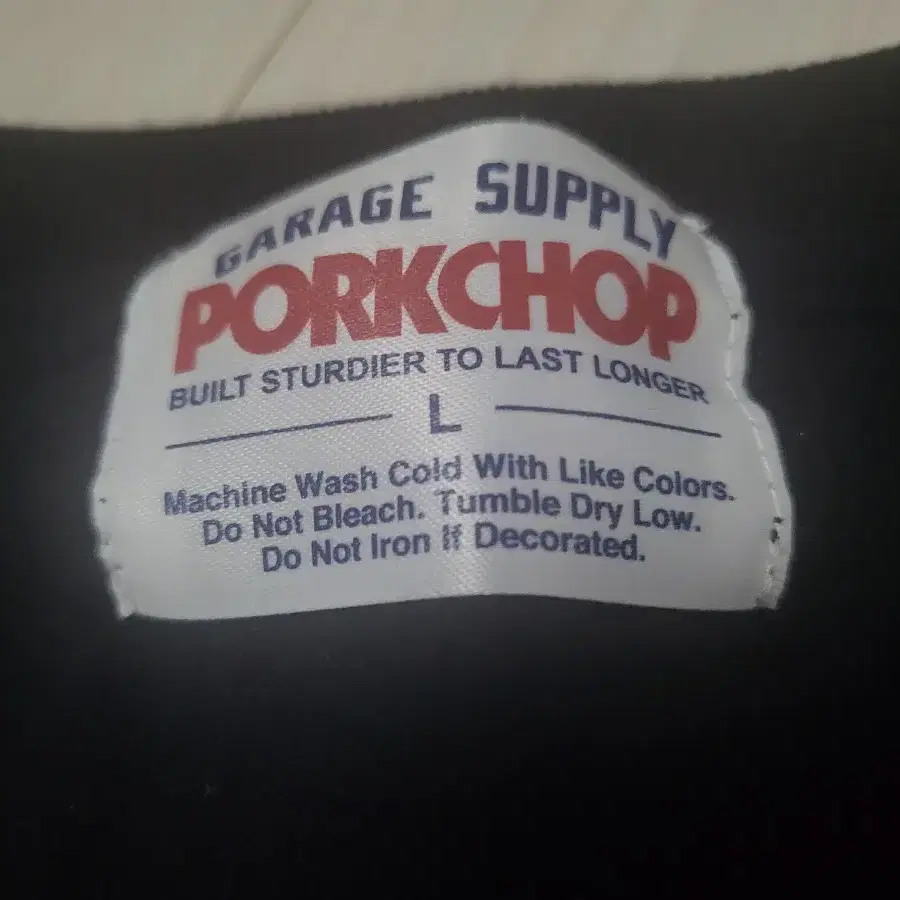 GARAGE SUPPLY
PORKCHOP
BUILT STURDIER TO LAST LONGER
L
Machine Wash Cold With Like Colors.
Do Not Bleach. Tumble Dry Low.
Do Not Iron If Decorated.